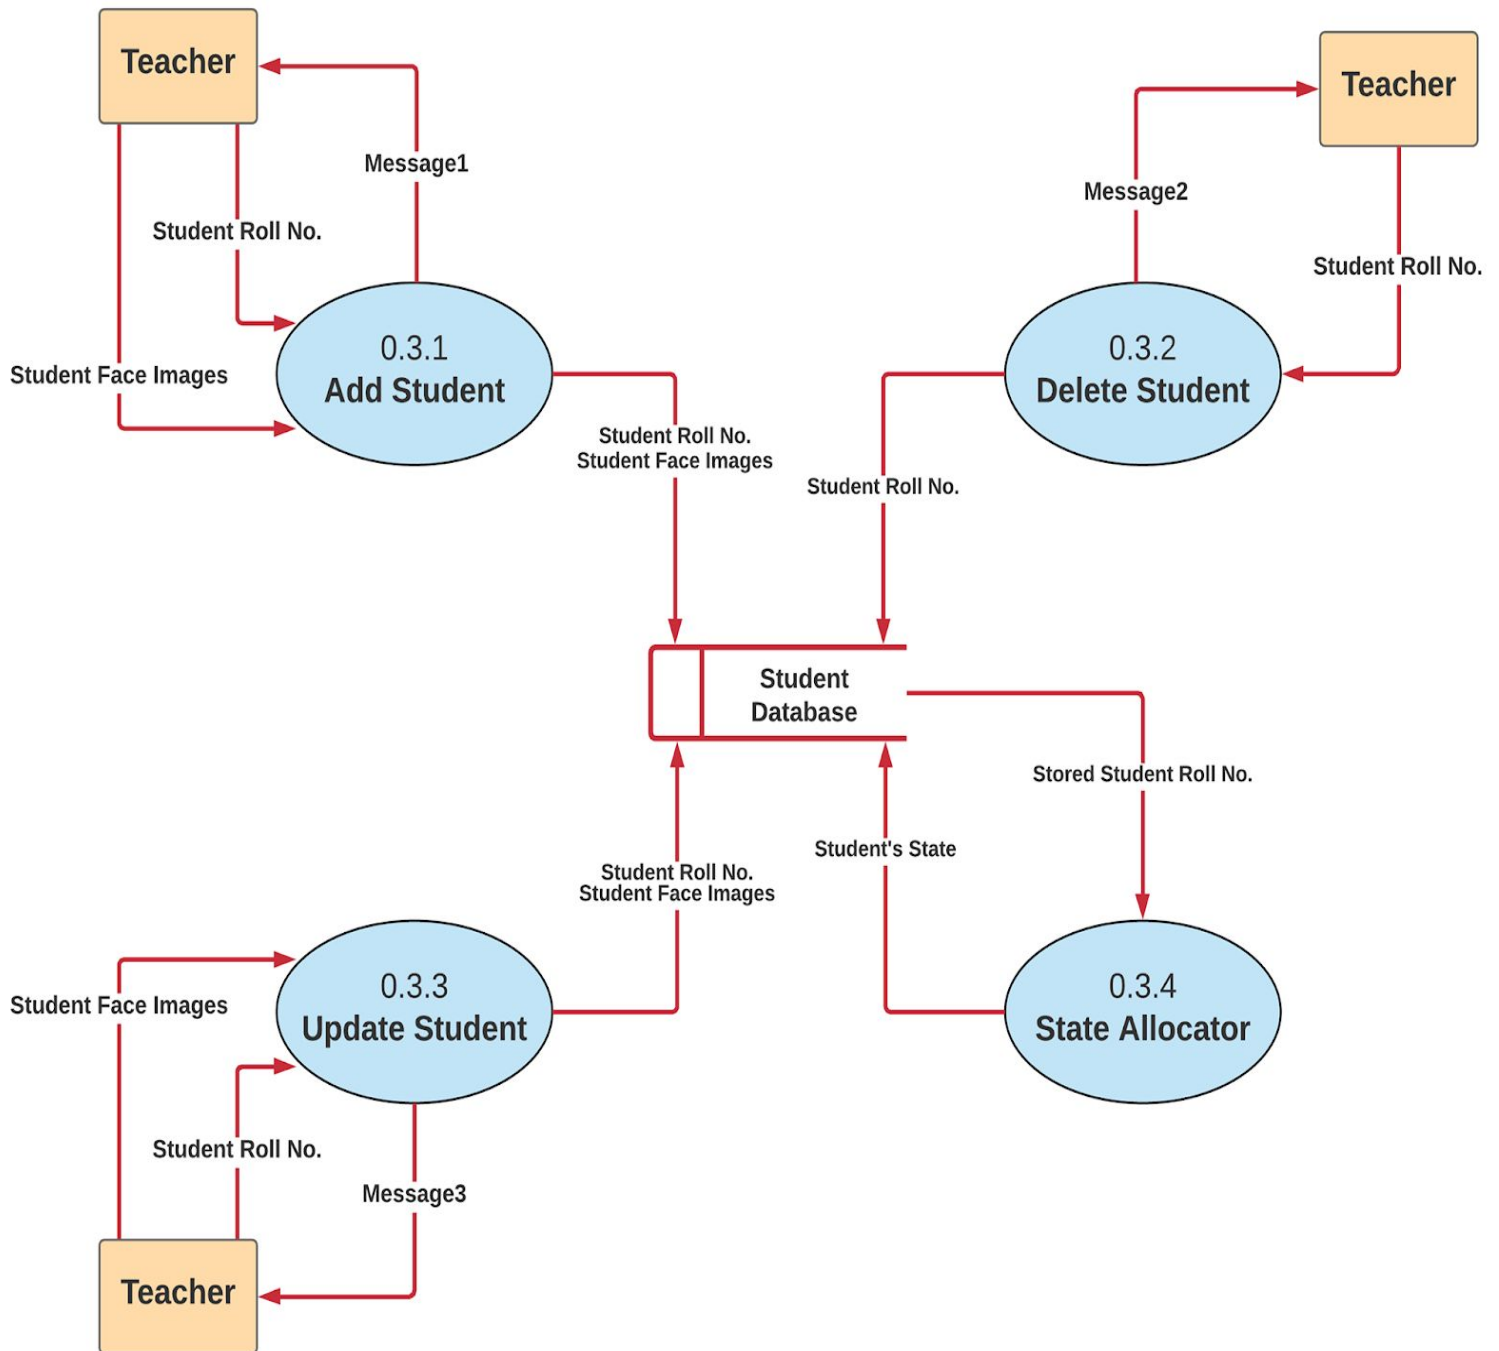 Teacher
Teacher
Message1
Message2
Student Roll No.
Student Roll No.
0.3.1
Add Student
0.3.2
Delete Student
Student Face Images
Student Roll No.
Student Face Images
Student Roll No.
Student
Database
Stored Student Roll No.
Student's State
Student Roll No.
Student Face Images
0.3.3
Update Student
0.3.4
State Allocator
Student Face Images
Student Roll No.
Message3
Teacher